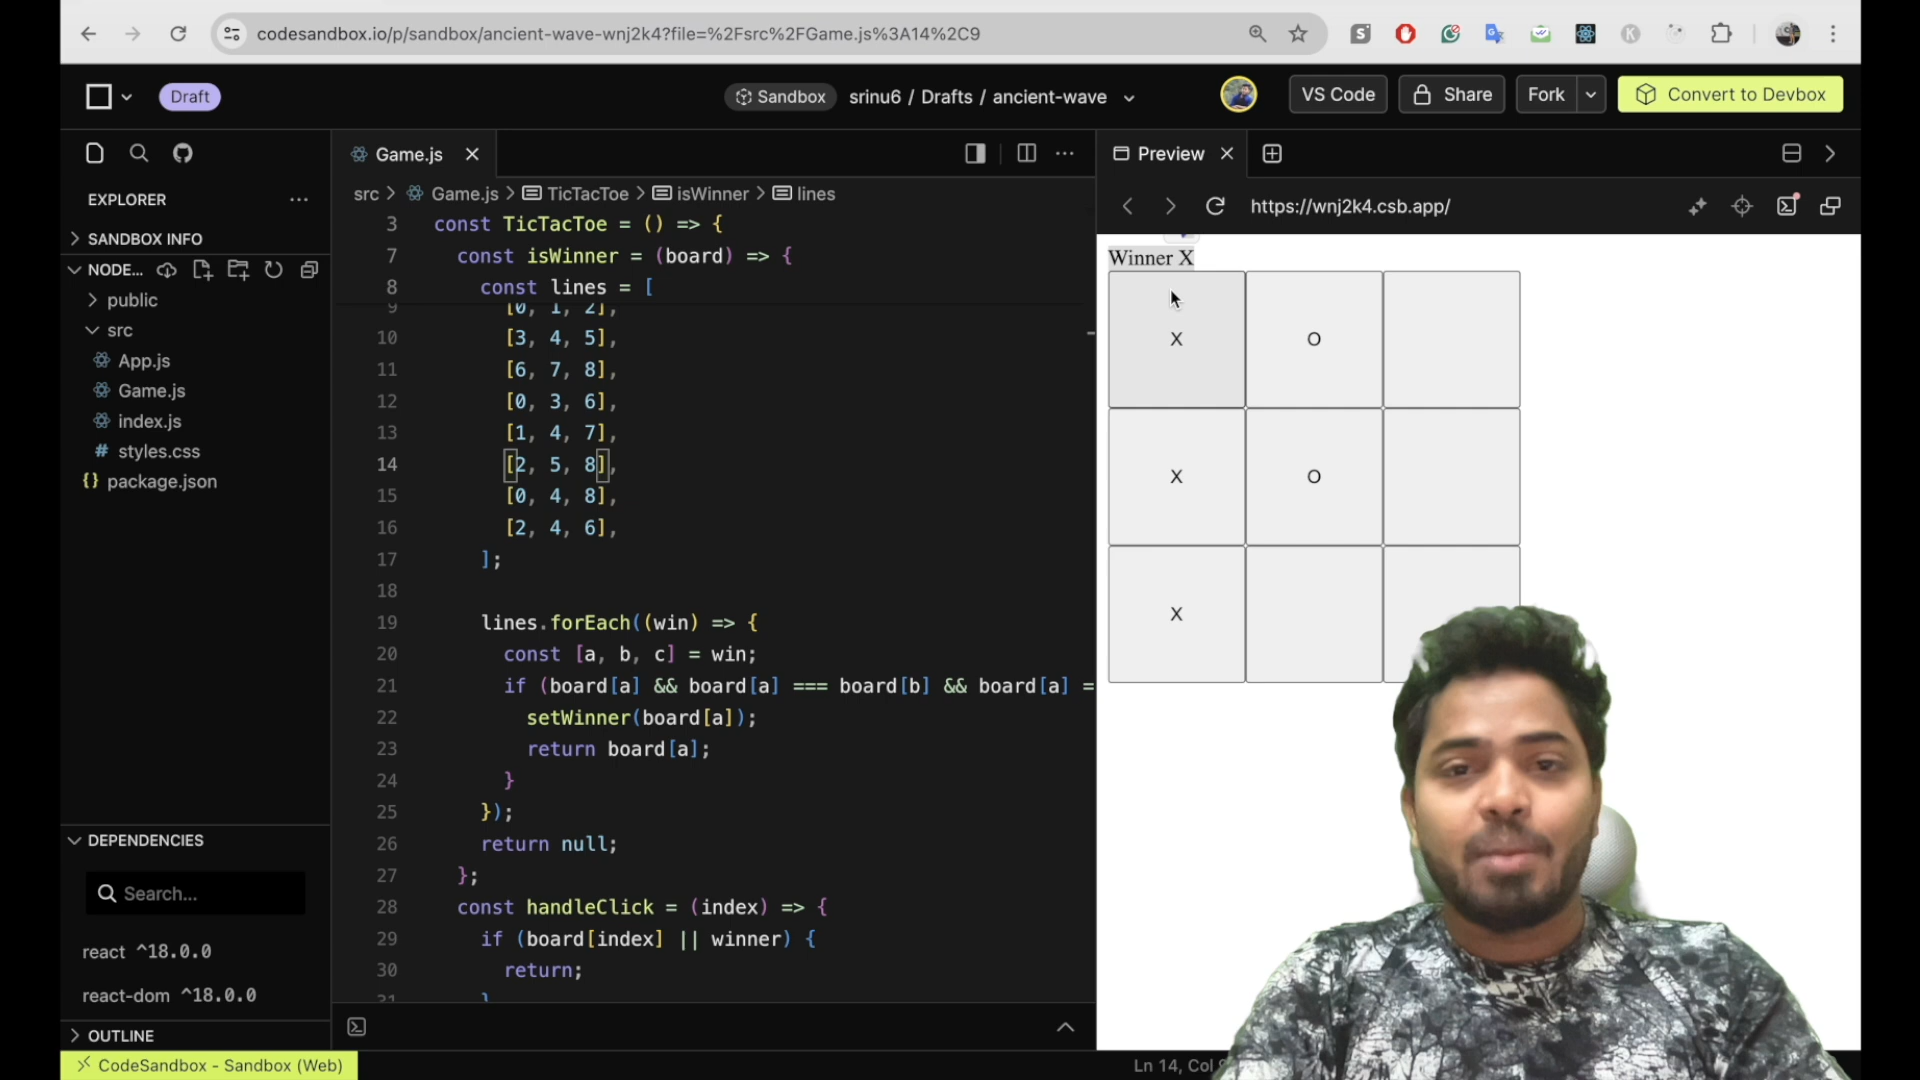 codesandbox.io/p/sandbox/ancient-wave-wnj2k4?file=%2Fsrc%2FGame.js%3A14%2C9
Draft
Sandbox srinu6 / Drafts / ancient-wave
VS Code Share Fork Convert to Devbox
Game.js
EXPLORER
SANDBOX INFO
NODE...
public
src
App.js
Game.js
index.js
styles.css
package.json
DEPENDENCIES
Search...
react ^18.0.0
react-dom ^18.0.0
OUTLINE
CodeSandbox - Sandbox (Web)
src > Game.js > TicTacToe > isWinner > lines
3 const TicTacToe = () => {
7 const isWinner = (board) => {
8 const lines = [
9 [0, 1, 2],
10 [3, 4, 5],
11 [6, 7, 8],
12 [0, 3, 6],
13 [1, 4, 7],
14 [2, 5, 8],
15 [0, 4, 8],
16 [2, 4, 6],
17 ];
18
19 lines.forEach((win) => {
20 const [a, b, c] = win;
21 if (board[a] && board[a] === board[b] && board[a] =
22 setWinner(board[a]);
23 return board[a];
24 }
25 });
26 return null;
27 };
28 const handleClick = (index) => {
29 if (board[index] || winner) {
30 return;
31 }
Ln 14, Col
Preview
https://wnj2k4.csb.app/
Winner X
X O
X O
X